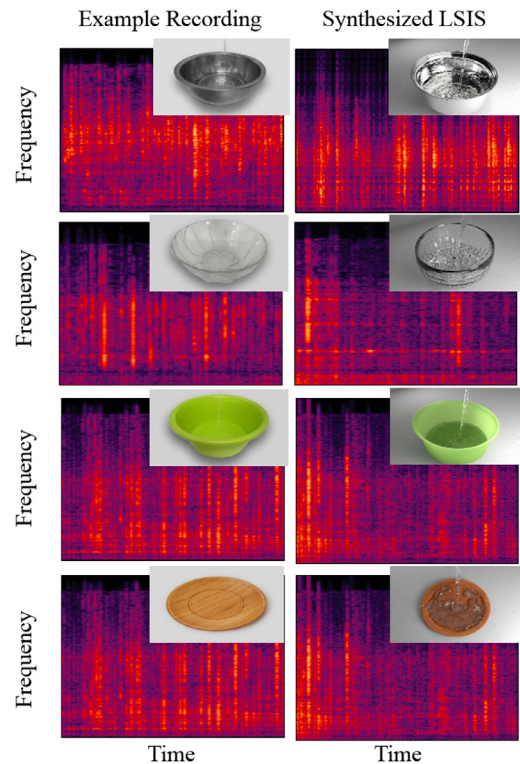 Example Recording
Synthesized LSIS
Frequency
Frequency
Frequency
Frequency
Time
Time